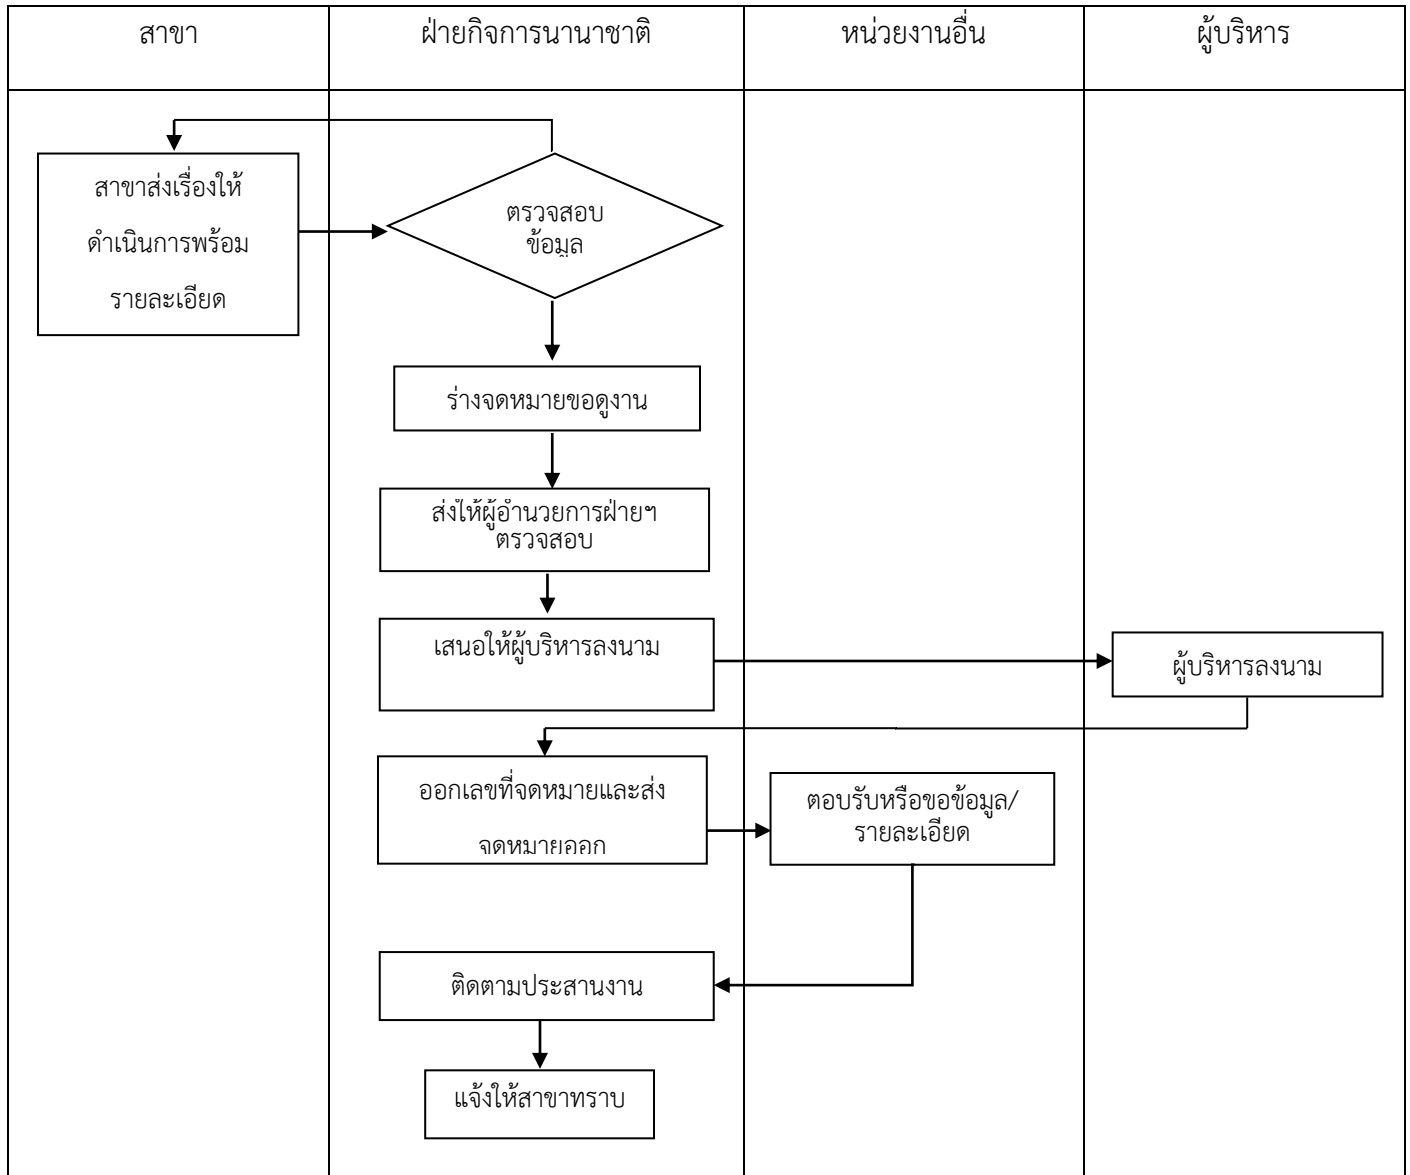 สาขา
ฝ่ายกิจการนานาชาติ
หน่วยงานอื่น
ผู้บริหาร
สาขาส่งเรื่องให้
ดำเนินการพร้อม
รายละเอียด
ตรวจสอบ
ข้อมูล
ร่างจดหมายขอดูงาน
ส่งให้ผู้อำนวยการฝ่ายฯ
ตรวจสอบ
เสนอให้ผู้บริหารลงนาม
ผู้บริหารลงนาม
ออกเลขที่จดหมายและส่ง
จดหมายออก
ตอบรับหรือขอข้อมูล/
รายละเอียด
ติดตามประสานงาน
แจ้งให้สาขาทราบ